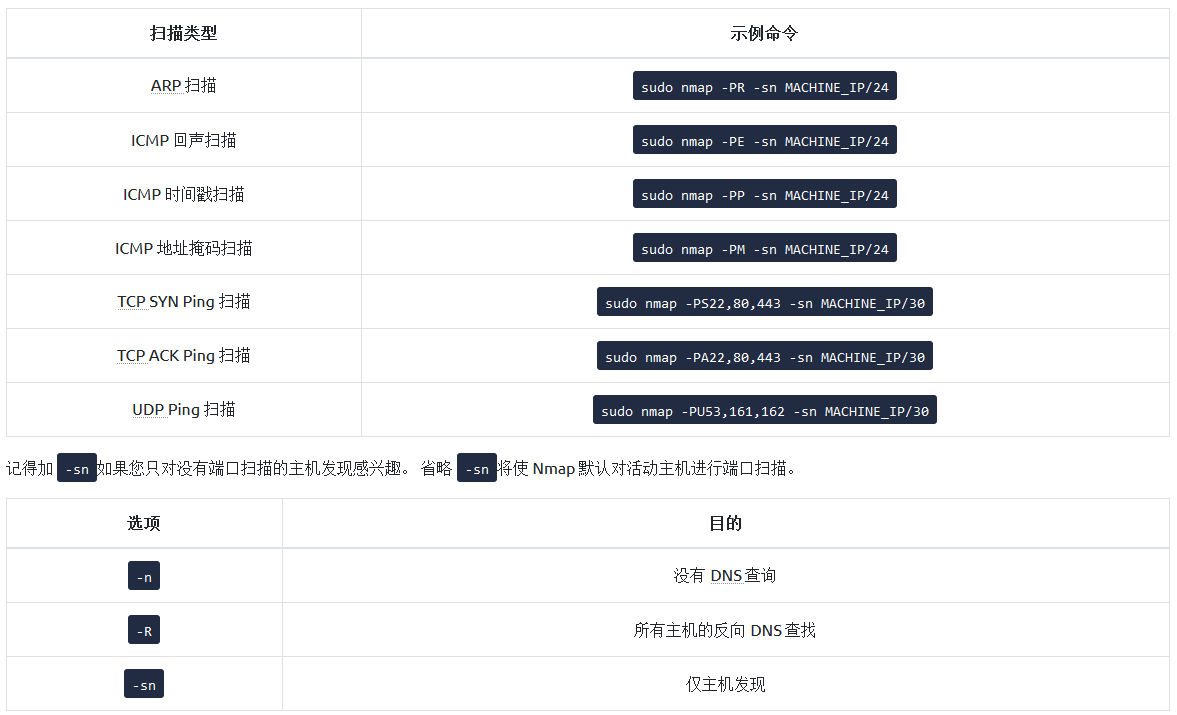 扫描类型 示例命令
ARP 扫描 sudo nmap -PR -sn MACHINE_IP/24
ICMP 回声扫描 sudo nmap -PE -sn MACHINE_IP/24
ICMP 时间戳扫描 sudo nmap -PP -sn MACHINE_IP/24
ICMP 地址掩码扫描 sudo nmap -PM -sn MACHINE_IP/24
TCP SYN Ping 扫描 sudo nmap -PS22,80,443 -sn MACHINE_IP/30
TCP ACK Ping 扫描 sudo nmap -PA22,80,443 -sn MACHINE_IP/30
UDP Ping 扫描 sudo nmap -PU53,161,162 -sn MACHINE_IP/30
记得加 -sn 如果您只对没有端口扫描的主机发现感兴趣。 省略 -sn 将使 Nmap 默认对活动主机进行端口扫描。
选项 目的
-n 没有 DNS 查询
-R 所有主机的反向 DNS 查找
-sn 仅主机发现